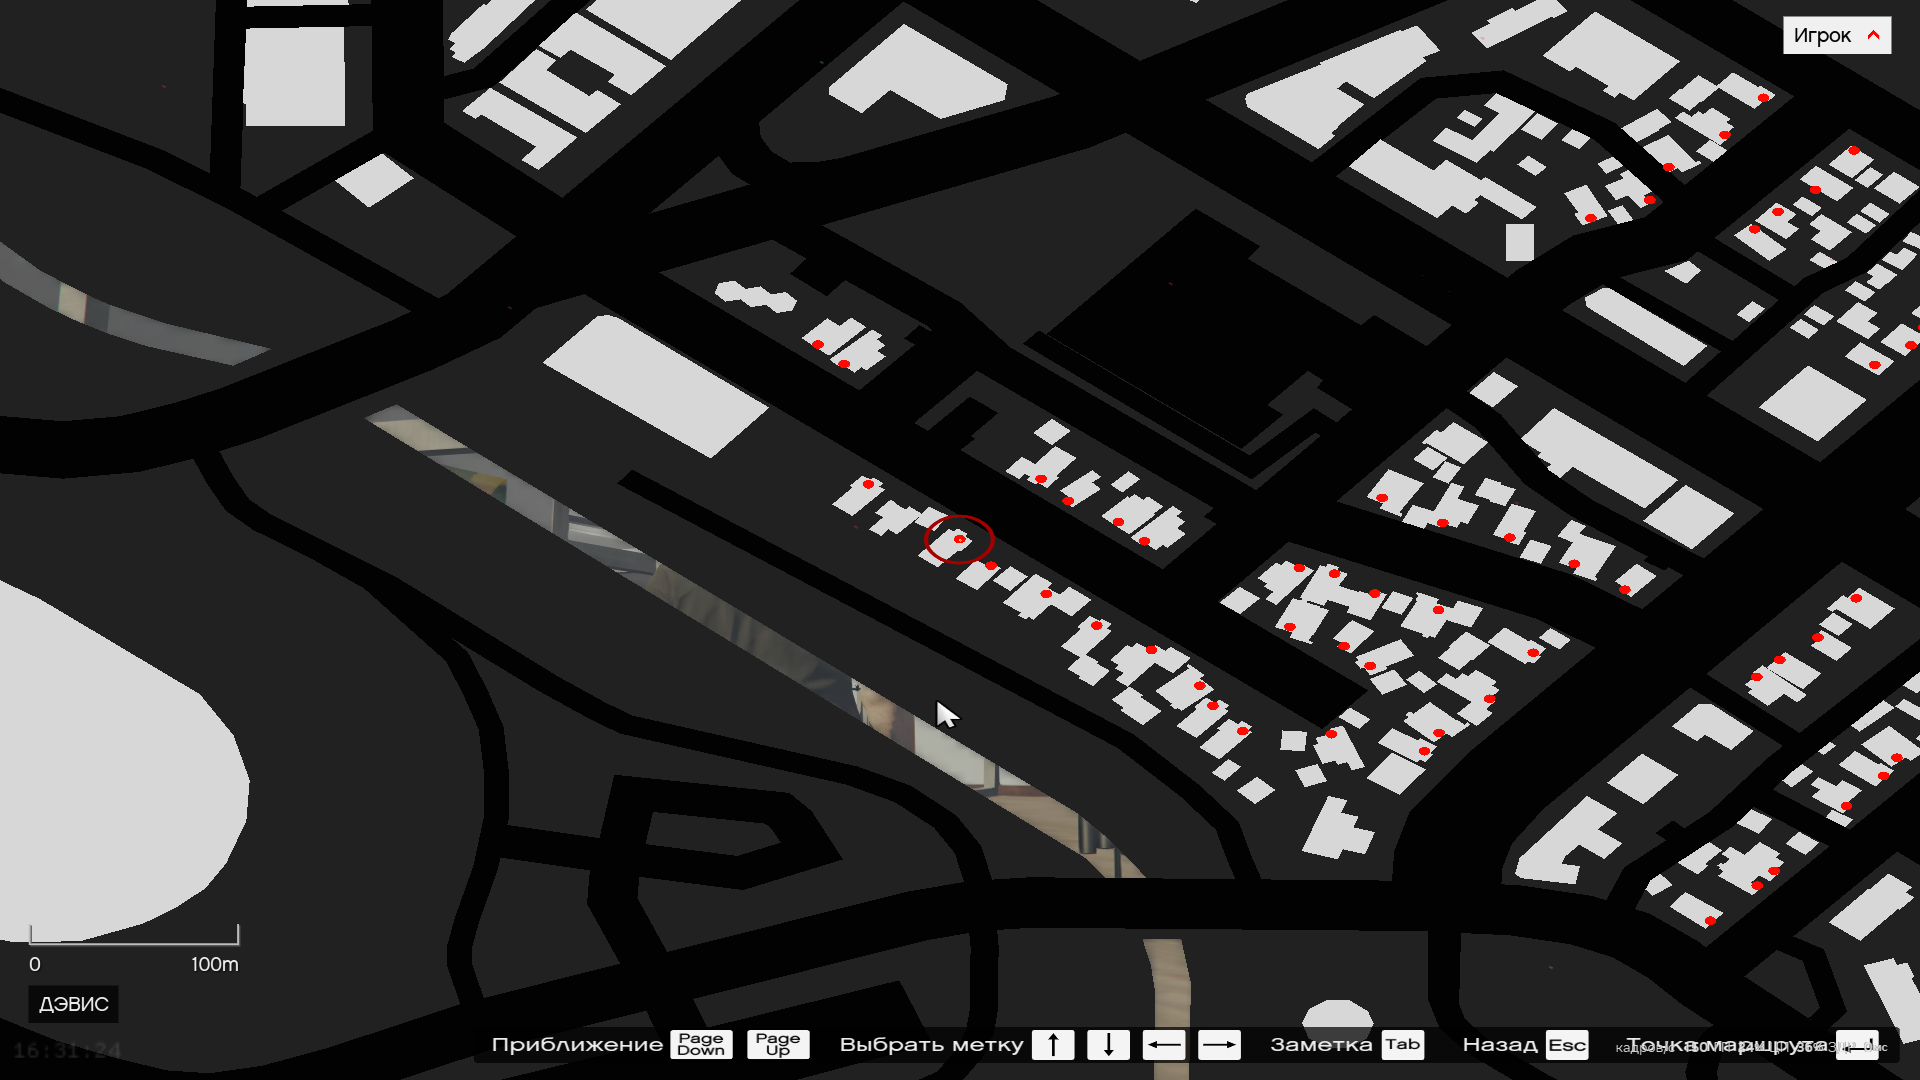 Игрок
0 100m
ДЭВИС
16:31:24
Приближение Page Down Page Up Выбрать метку ↑ ↓ ← → Заметка Tab Назад Esc Точка маршрута